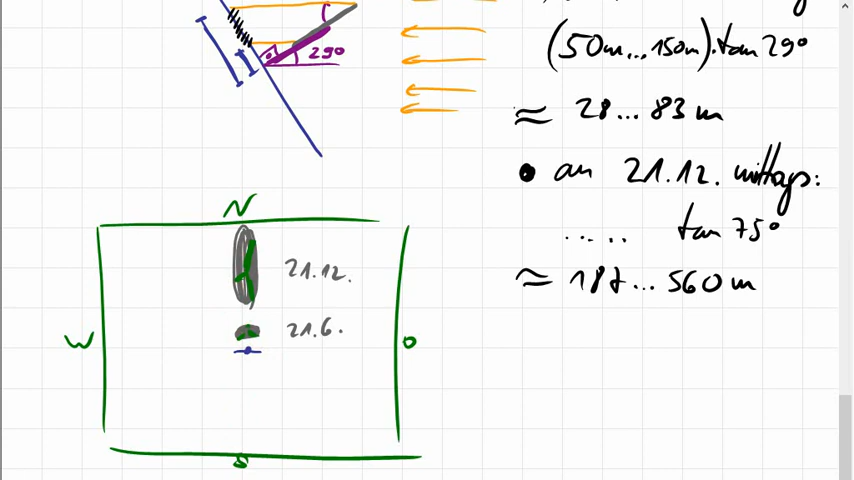 29°
(50m...150m)·tan 29°
≈ 28...83 m
• am 21.12. mittags:
..... tan 75°
≈ 187...560 m
N
21.12.
21.6.
W
O
S